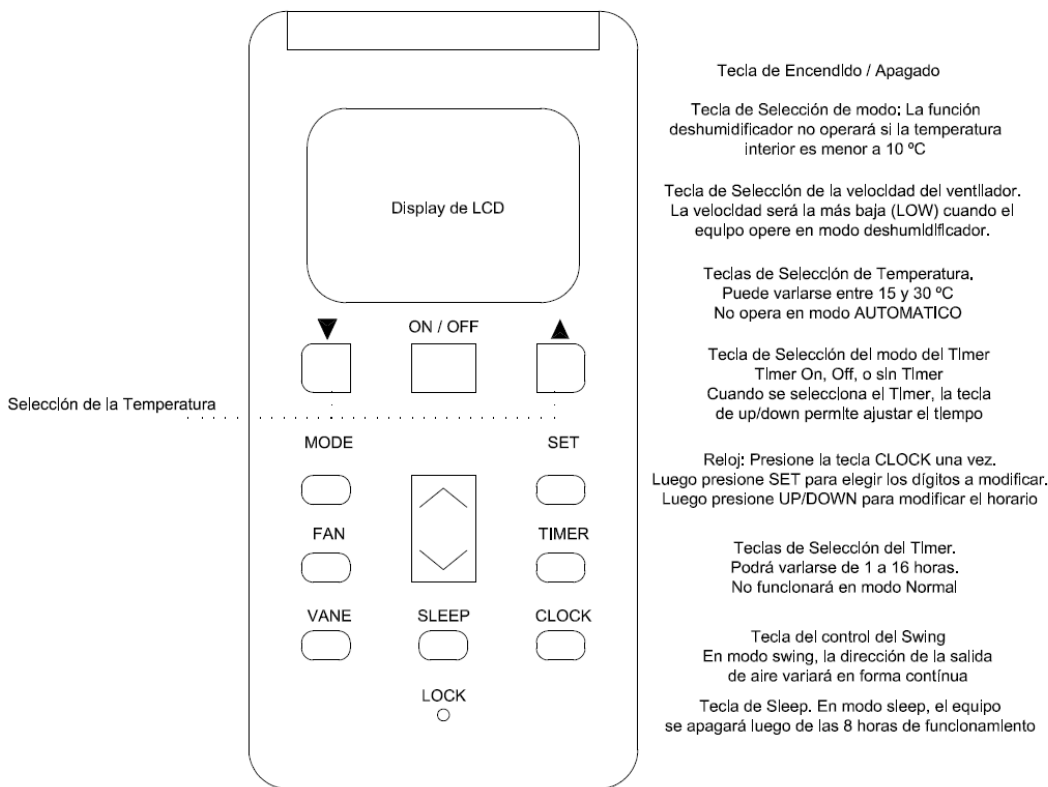 Display de LCD
▼
ON / OFF
▲
Selección de la Temperatura
MODE
SET
FAN
TIMER
VANE
SLEEP
CLOCK
LOCK
Tecla de Encendido / Apagado
Tecla de Selección de modo: La función
deshumidificador no operará si la temperatura
interior es menor a 10 ºC
Tecla de Selección de la velocidad del ventilador.
La velocidad será la más baja (LOW) cuando el
equipo opere en modo deshumidificador.
Teclas de Selección de Temperatura.
Puede variarse entre 15 y 30 ºC
No opera en modo AUTOMATICO
Tecla de Selección del modo del Timer
Timer On, Off, o sin Timer
Cuando se selecciona el Timer, la tecla
de up/down permite ajustar el tiempo
Reloj: Presione la tecla CLOCK una vez.
Luego presione SET para elegir los dígitos a modificar.
Luego presione UP/DOWN para modificar el horario
Teclas de Selección del Timer.
Podrá variarse de 1 a 16 horas.
No funcionará en modo Normal
Tecla del control del Swing
En modo swing, la dirección de la salida
de aire variará en forma contínua
Tecla de Sleep. En modo sleep, el equipo
se apagará luego de las 8 horas de funcionamiento